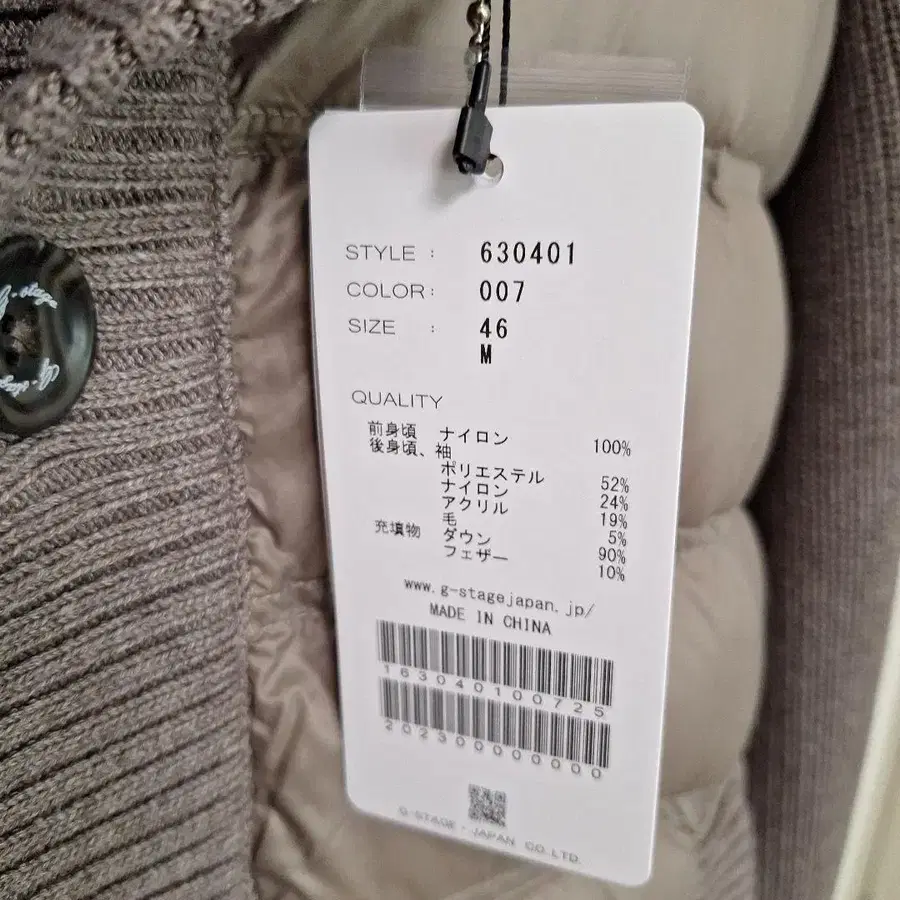 STYLE : 630401
COLOR: 007
SIZE : 46
M
QUALITY
前身頃 ナイロン 100%
後身頃、袖
ポリエステル 52%
ナイロン 24%
アクリル 19%
毛 5%
充填物 ダウン 90%
フェザー 10%
www.g-stagejapan.jp/
MADE IN CHINA
163040100725
2023000000000
G-STAGE・JAPAN CO.LTD.
g-stage
g-stage